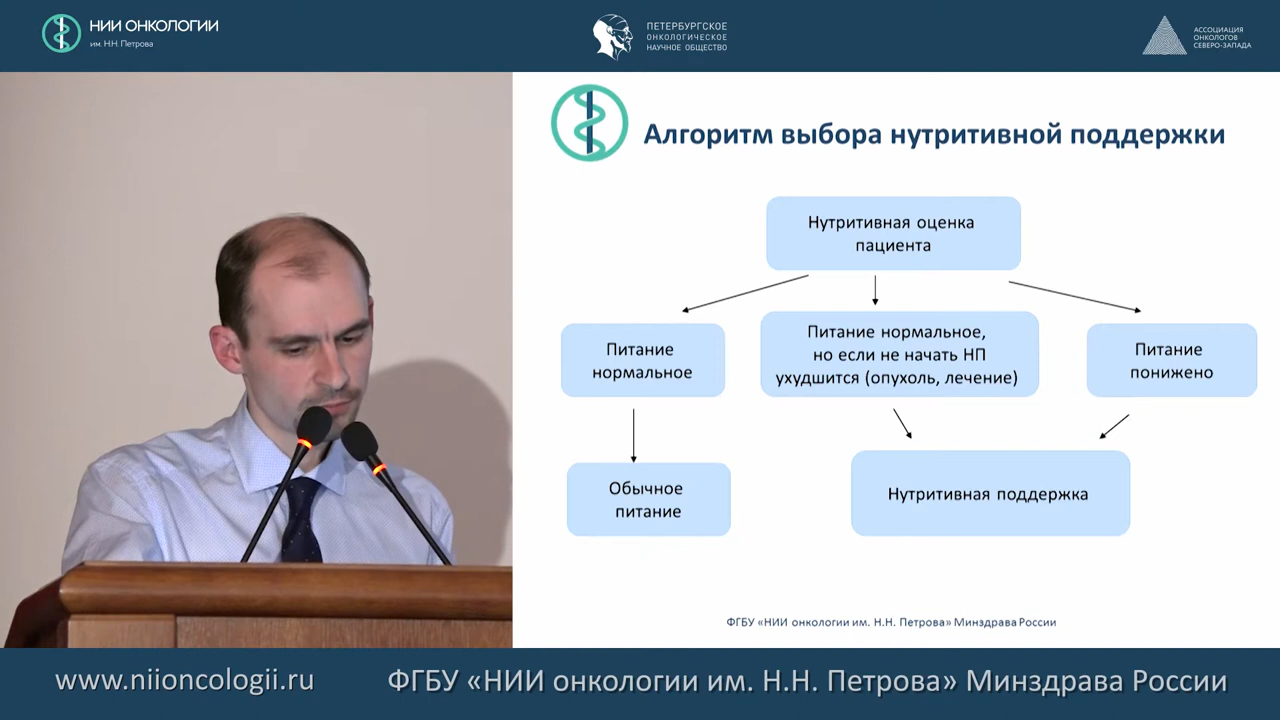 НИИ ОНКОЛОГИИ
им. Н.Н. Петрова
ПЕТЕРБУРГСКОЕ
ОНКОЛОГИЧЕСКОЕ
НАУЧНОЕ ОБЩЕСТВО
АССОЦИАЦИЯ
ОНКОЛОГОВ
СЕВЕРО-ЗАПАДА
Алгоритм выбора нутритивной поддержки
Нутритивная оценка
пациента
Питание
нормальное
Питание нормальное,
но если не начать НП
ухудшится (опухоль, лечение)
Питание
понижено
Обычное
питание
Нутритивная поддержка
ФГБУ «НИИ онкологии им. Н.Н. Петрова» Минздрава России
www.niioncologii.ru
ФГБУ «НИИ онкологии им. Н.Н. Петрова» Минздрава России